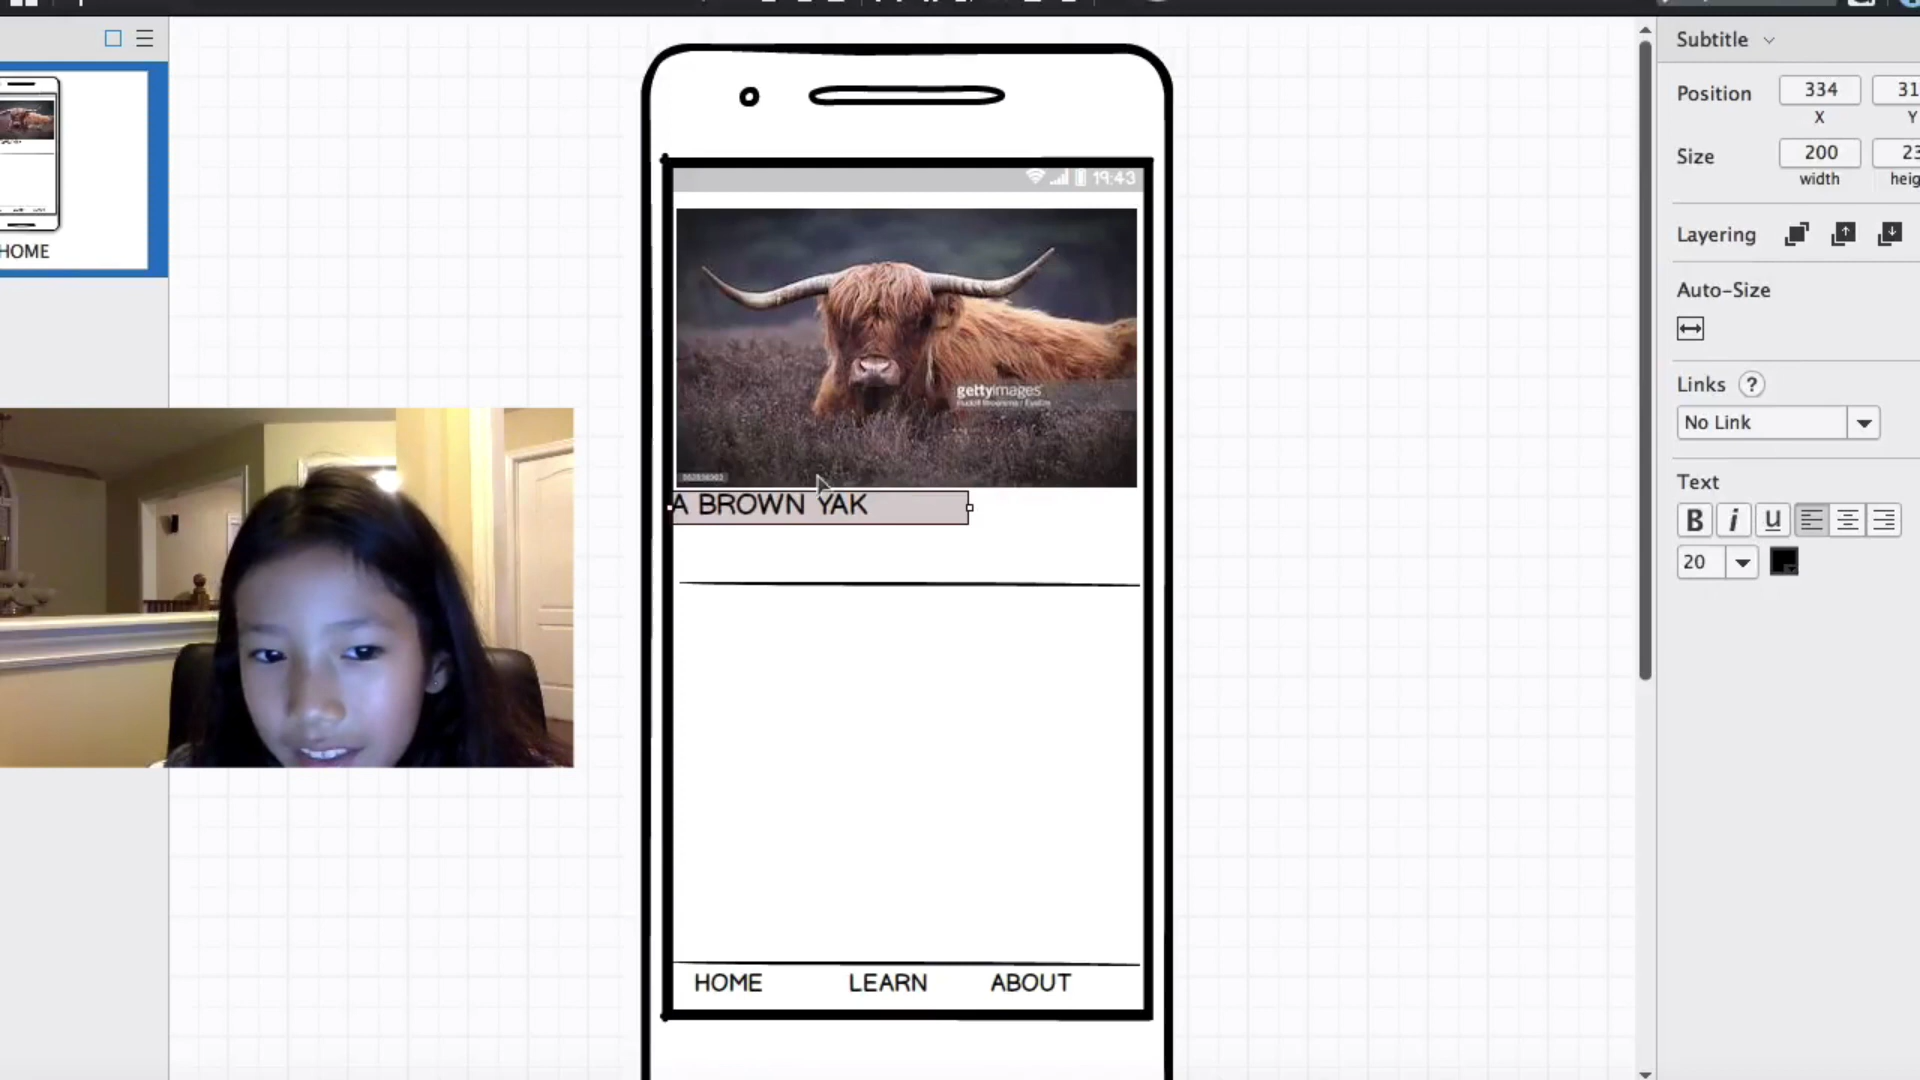 Subtitle
Position
334
31
X
Y
Size
200
23
width
heig
Layering
Auto-Size
Links ?
No Link
Text
B i u
20
HOME
19:43
gettyimages
A BROWN YAK
HOME
LEARN
ABOUT